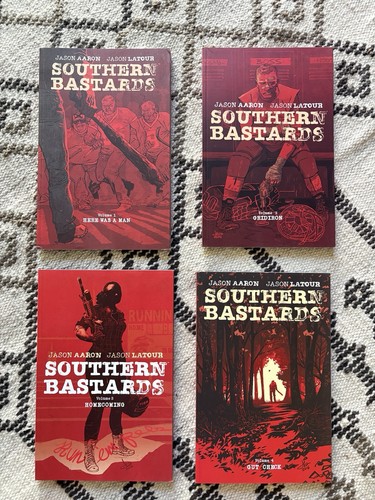 JASON AARON JASON LATOUR
SOUTHERN
BASTARDS
Volume 1
HERE WAS A MAN
JASON AARON JASON LATOUR
SOUTHERN
BASTARDS
Volume 2
GRIDIRON
RUNNIN
JASON AARON JASON LATOUR
SOUTHERN
BASTARDS
Volume 3
HOMECOMING
JASON AARON JASON LATOUR
SOUTHERN
BASTARDS
Volume 4
GUT CHECK